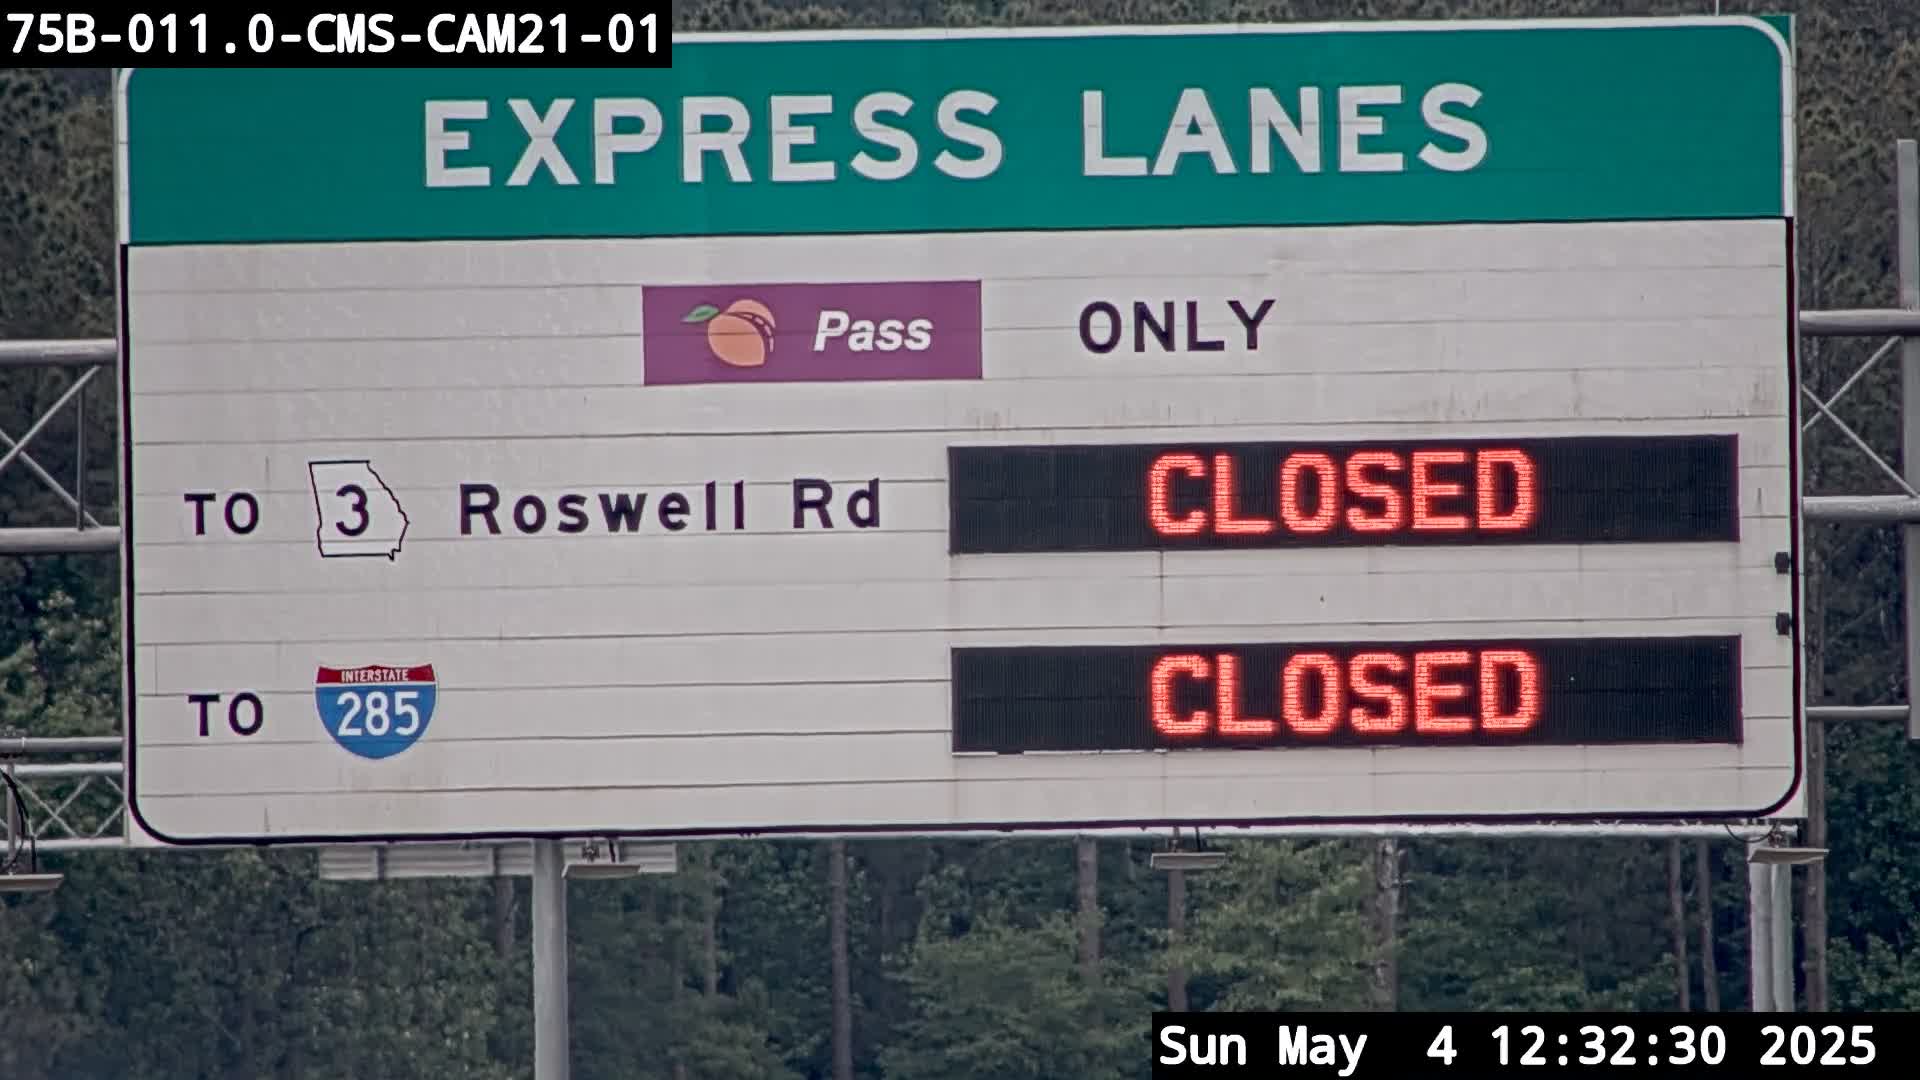 75B-011.0-CMS-CAM21-01
EXPRESS LANES
Pass ONLY
TO 3 Roswell Rd CLOSED
TO INTERSTATE 285 CLOSED
Sun May 4 12:32:30 2025